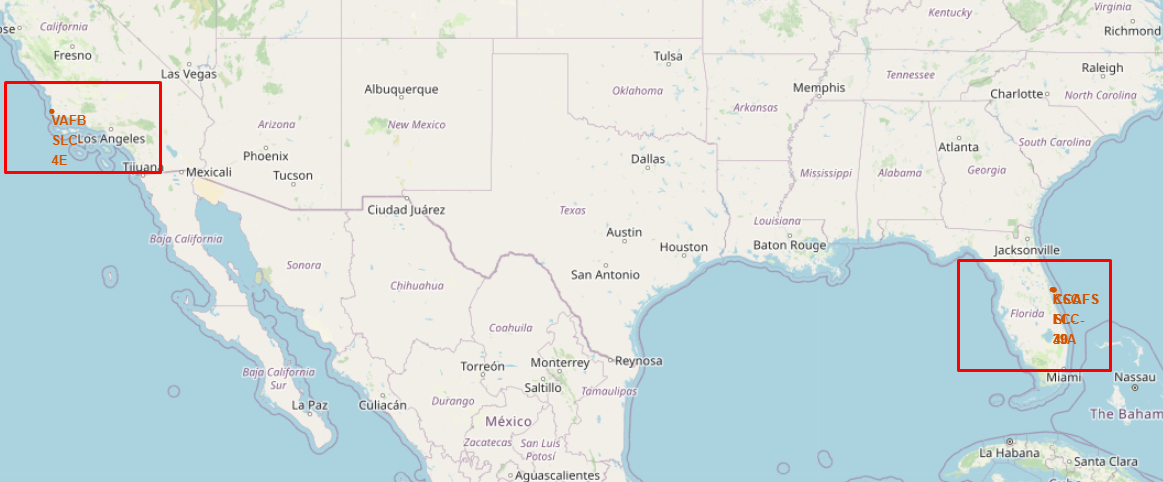 California
Kentucky
Virginia
ose
Fresno
Richmond
Las Vegas
Tulsa
Albuquerque
Oklahoma
Memphis
Tennessee
Raleigh
Charlotte
North Carolina
Arkansas
VAFB
SLC-
4E
Los Angeles
Arizona
New Mexico
Phoenix
Dallas
Atlanta
South Carolina
Tijuana
Mexicali
Tucson
Mississippi
Alabama
Georgia
Ciudad Juárez
Texas
Louisiana
Baja California
Austin
Houston
Baton Rouge
Jacksonville
Sonora
San Antonio
Chihuahua
Florida
Coahuila
Torreón
Monterrey
Reynosa
Baja California
Sur
Saltillo
Tamaulipas
Miami
Nassau
La Paz
Culiacán
Durango
México
The Baham
Zacatecas
San Luis
Potosí
La Habana
Santa Clara
Aguascalientes